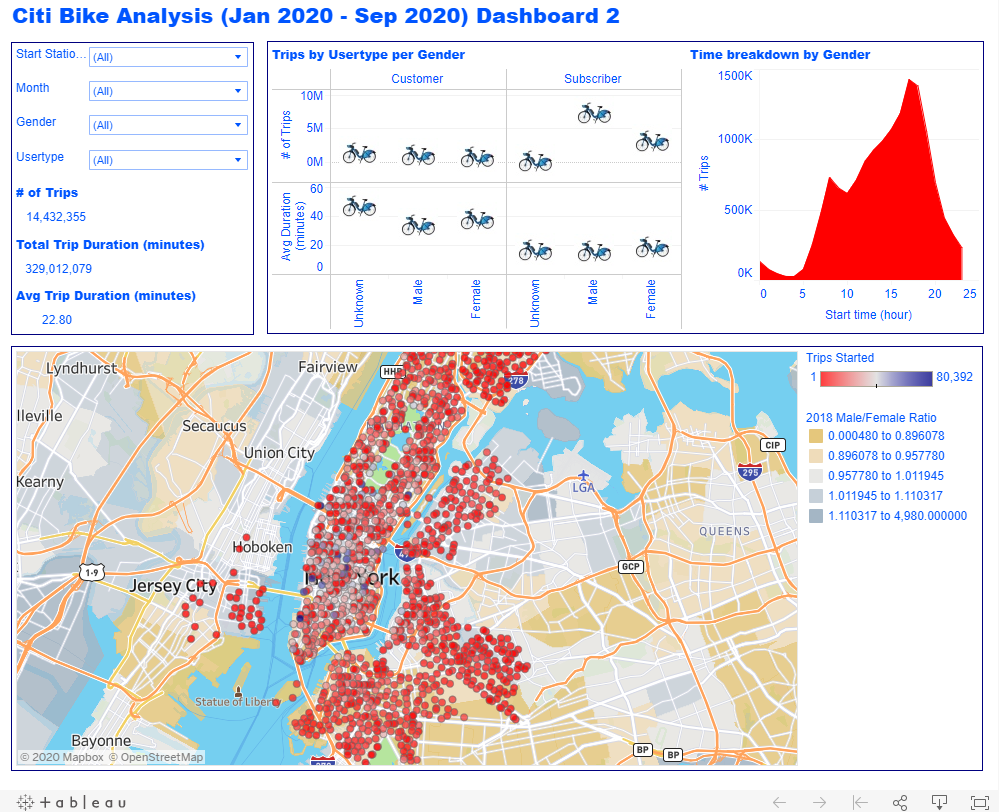 Citi Bike Analysis (Jan 2020 - Sep 2020) Dashboard 2
Start Statio...
(All)
Month
(All)
Gender
(All)
Usertype
(All)
# of Trips
14,432,355
Total Trip Duration (minutes)
329,012,079
Avg Trip Duration (minutes)
22.80
Trips by Usertype per Gender
Customer
Subscriber
# of Trips
10M
5M
0M
Avg Duration
(minutes)
60
40
20
0
Unknown
Male
Female
Unknown
Male
Female
Time breakdown by Gender
# Trips
1500K
1000K
500K
0K
0
5
10
15
20
25
Start time (hour)
Lyndhurst
Fairview
HHP
278
lleville
Secaucus
Union City
CIP
295
Kearny
LGA
QUEENS
Hoboken
GCP
1-9
Jersey City
Statue of Liberty
Bayonne
BP
BP
© 2020 Mapbox © OpenStreetMap
Trips Started
1
80,392
2018 Male/Female Ratio
0.000480 to 0.896078
0.896078 to 0.957780
0.957780 to 1.011945
1.011945 to 1.110317
1.110317 to 4,980.000000
+ a b l e a u